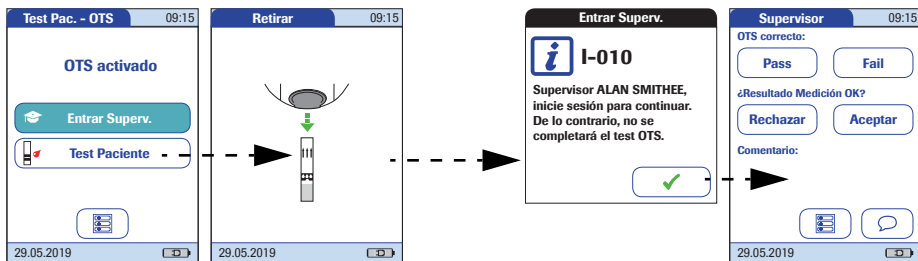 Test Pac. - OTS 09:15
OTS activado
Entrar Superv.
Test Paciente
29.05.2019
Retirar 09:15
29.05.2019
Entrar Superv.
I-010
Supervisor ALAN SMITHEE,
inicie sesión para continuar.
De lo contrario, no se
completará el test OTS.
Supervisor 09:15
OTS correcto:
Pass Fail
¿Resultado Medición OK?
Rechazar Aceptar
Comentario:
29.05.2019